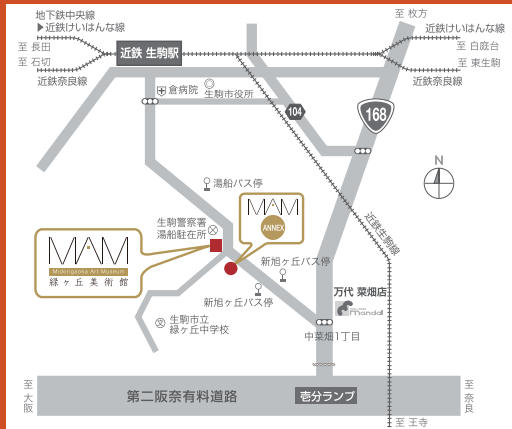 地下鉄中央線
▶近鉄けいはんな線
至 長田
至 石切
近鉄奈良線
近鉄 生駒駅
至 枚方
近鉄けいはんな線
至 白庭台
至 東生駒
近鉄奈良線
倉病院
生駒市役所
104
168
N
湯船バス停
生駒警察署
湯船駐在所
MAM
ANNEX
MAM
Midorigaoka Art Museum
緑ヶ丘美術館
新旭ヶ丘バス停
新旭ヶ丘バス停
近鉄生駒線
万代 菜畑店
mandai
生駒市立
緑ヶ丘中学校
中菜畑1丁目
至大阪
第二阪奈有料道路
壱分ランプ
至奈良
至 王寺